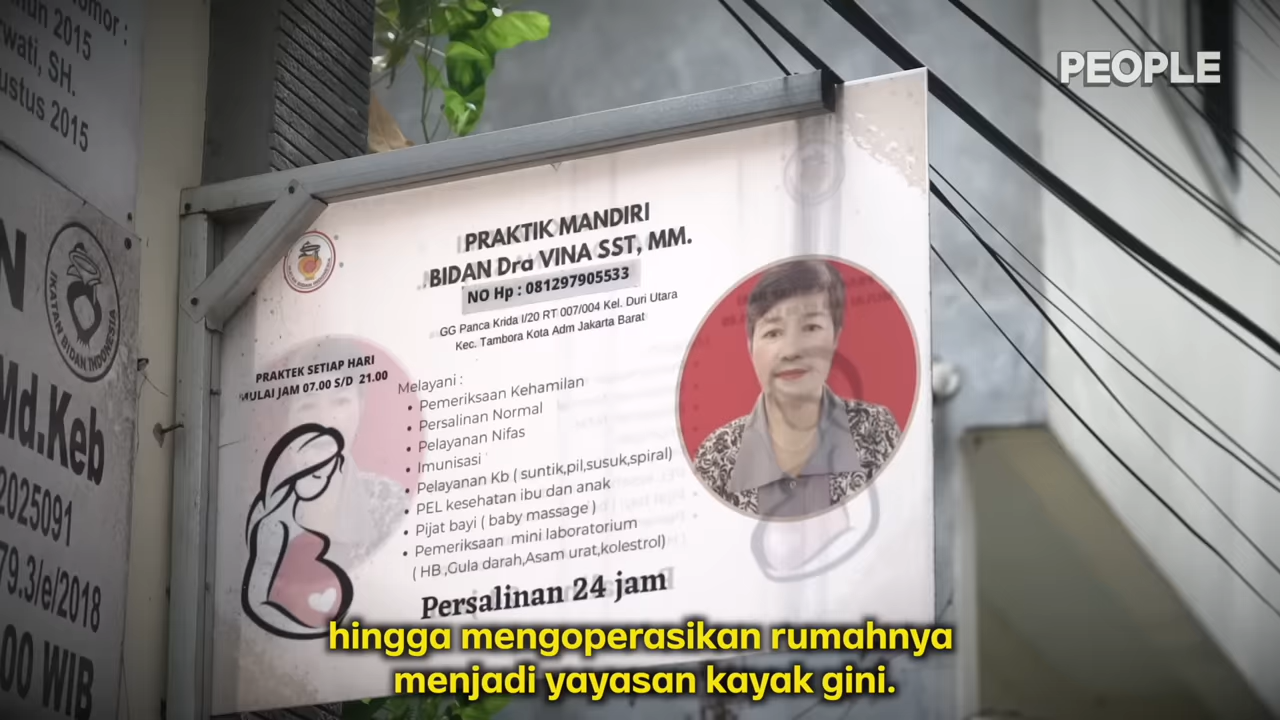 PEOPLE
Nomor :
tahun 2015
wati, SH.
ustus 2015
N
IKATAN BIDAN INDONESIA
Md.Keb
2025091
79.3/e/2018
00 WIB
PRAKTIK MANDIRI
BIDAN Dra VINA SST, MM.
NO Hp : 081297905533
GG Panca Krida I/20 RT 007/004 Kel. Duri Utara
Kec. Tambora Kota Adm Jakarta Barat
PRAKTEK SETIAP HARI
MULAI JAM 07.00 S/D 21.00
Melayani :
• Pemeriksaan Kehamilan
• Persalinan Normal
• Pelayanan Nifas
• Imunisasi
• Pelayanan Kb ( suntik,pil,susuk,spiral)
• PEL kesehatan ibu dan anak
• Pijat bayi ( baby massage )
• Pemeriksaan mini laboratorium
( HB ,Gula darah,Asam urat,kolestrol)
Persalinan 24 jam
hingga mengoperasikan rumahnya
menjadi yayasan kayak gini.